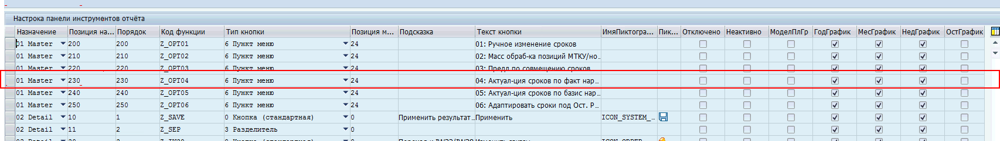 Настрока панели инструментов отчёта
Назначение Позиция на... Порядок Код функции Тип кнопки Позиция м... Подсказка Текст кнопки ИмяПиктогра... Пик... Отключено Неактивно МоделПлГр ГодГрафик МесГрафик НедГрафик ОстГрафик
01 Master 200 200 Z_OPT01 6 Пункт меню 24 01: Ручное изменение сроков
01 Master 210 210 Z_OPT02 6 Пункт меню 24 02: Масс обраб-ка позиций МТКУ/но...
01 Master 220 220 Z_OPT03 6 Пункт меню 24 03: Предл по совмещению сроков
01 Master 230 230 Z_OPT04 6 Пункт меню 24 04: Актуал-ция сроков по факт нар...
01 Master 240 240 Z_OPT05 6 Пункт меню 24 05: Актуал-ция сроков по базис нар...
01 Master 250 250 Z_OPT06 6 Пункт меню 24 06: Адаптировать сроки под Ост. Р...
02 Detail 10 1 Z_SAVE 0 Кнопка (стандартная) 0 Применить результат... Применить ICON_SYSTEM_...
02 Detail 11 2 Z_SEP 3 Разделитель 0
02 Detail 20 0 Кнопка (стандартная) 0